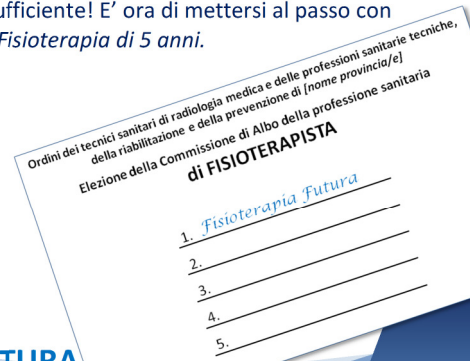 ufficiente! E’ ora di mettersi al passo con
Fisioterapia di 5 anni.
Ordini dei tecnici sanitari di radiologia medica e delle professioni sanitarie tecniche,
della riabilitazione e della prevenzione di [nome provincia/e]
Elezione della Commissione di Albo della professione sanitaria
di FISIOTERAPISTA
1. Fisioterapia Futura
2.
3.
4.
5.
TURA